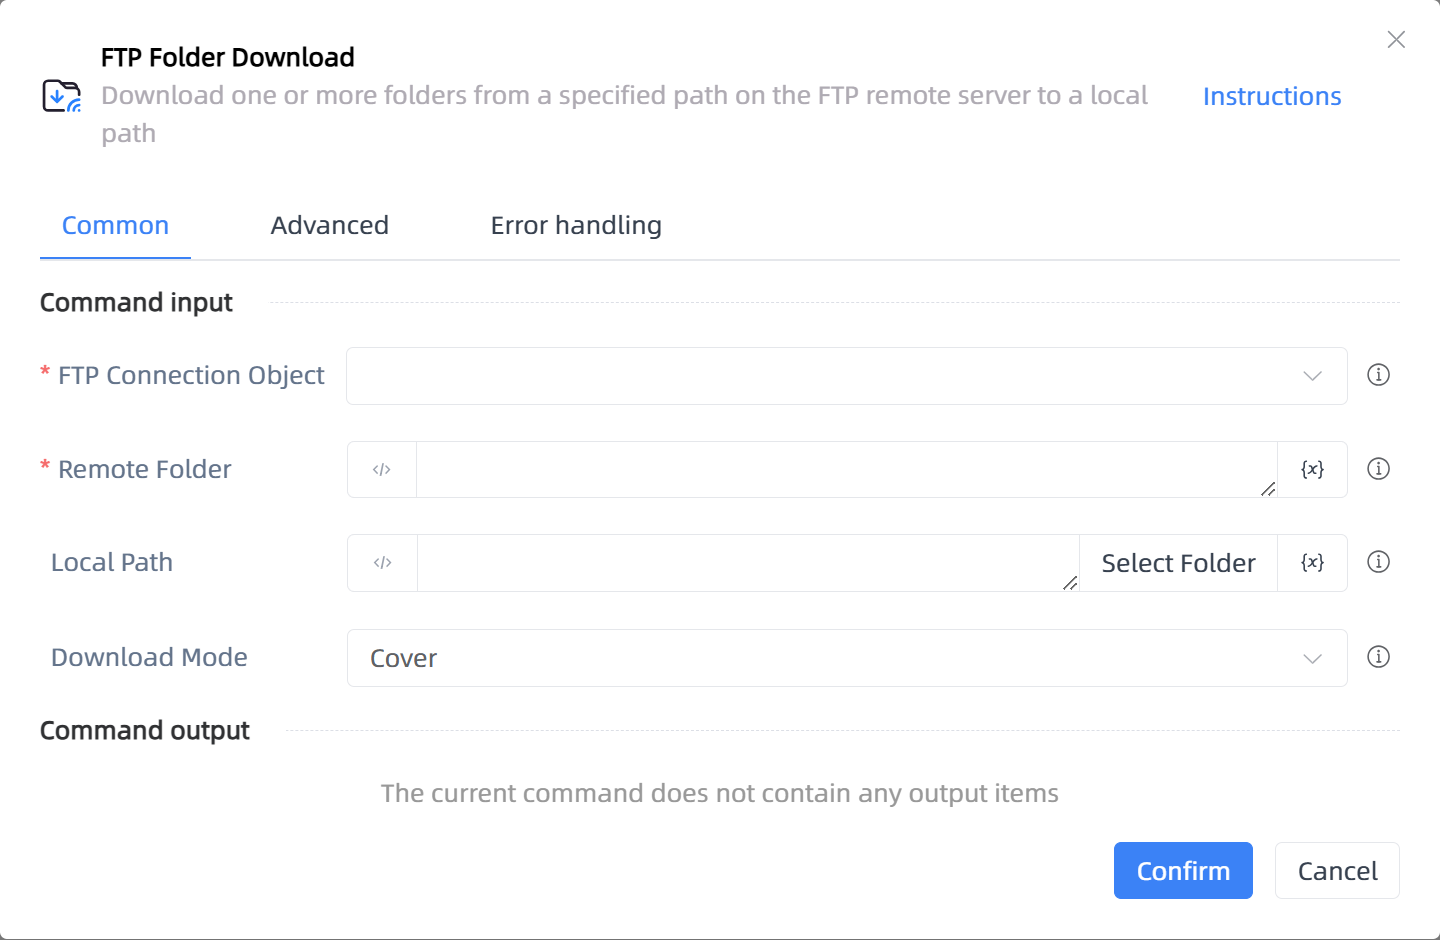 FTP Folder Download
Download one or more folders from a specified path on the FTP remote server to a local
path
Instructions
Common
Advanced
Error handling
Command input
* FTP Connection Object
* Remote Folder
</>
{x}
Local Path
</>
Select Folder
{x}
Download Mode
Cover
Command output
The current command does not contain any output items
Confirm
Cancel